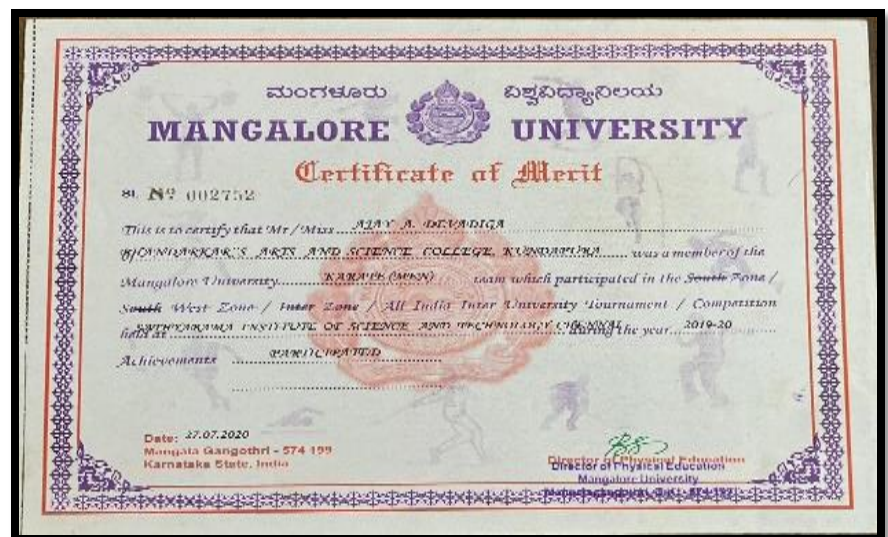 ಮಂಗಳೂರು ವಿಶ್ವವಿದ್ಯಾನಿಲಯ
MANGALORE UNIVERSITY
Certificate of Merit
Sl. Nº 002752
This is to certify that Mr/Miss AJAY A. DEVADIGA
BHANDARKAR'S ARTS AND SCIENCE COLLEGE, KUNDAPURA was a member of the
Mangalore University KARATE (MEN) team which participated in the South Zone /
South West Zone / Inter Zone / All India Inter University Tournament / Competition
held at SATHYABAMA INSTITUTE OF SCIENCE AND TECHNOLOGY CHENNAI during the year 2019-20
Achievements PARTICIPATED
Date: 27.07.2020
Mangala Gangothri - 574 199
Karnataka State, India
Director of Physical Education
Director of Physical Education
Mangalore University